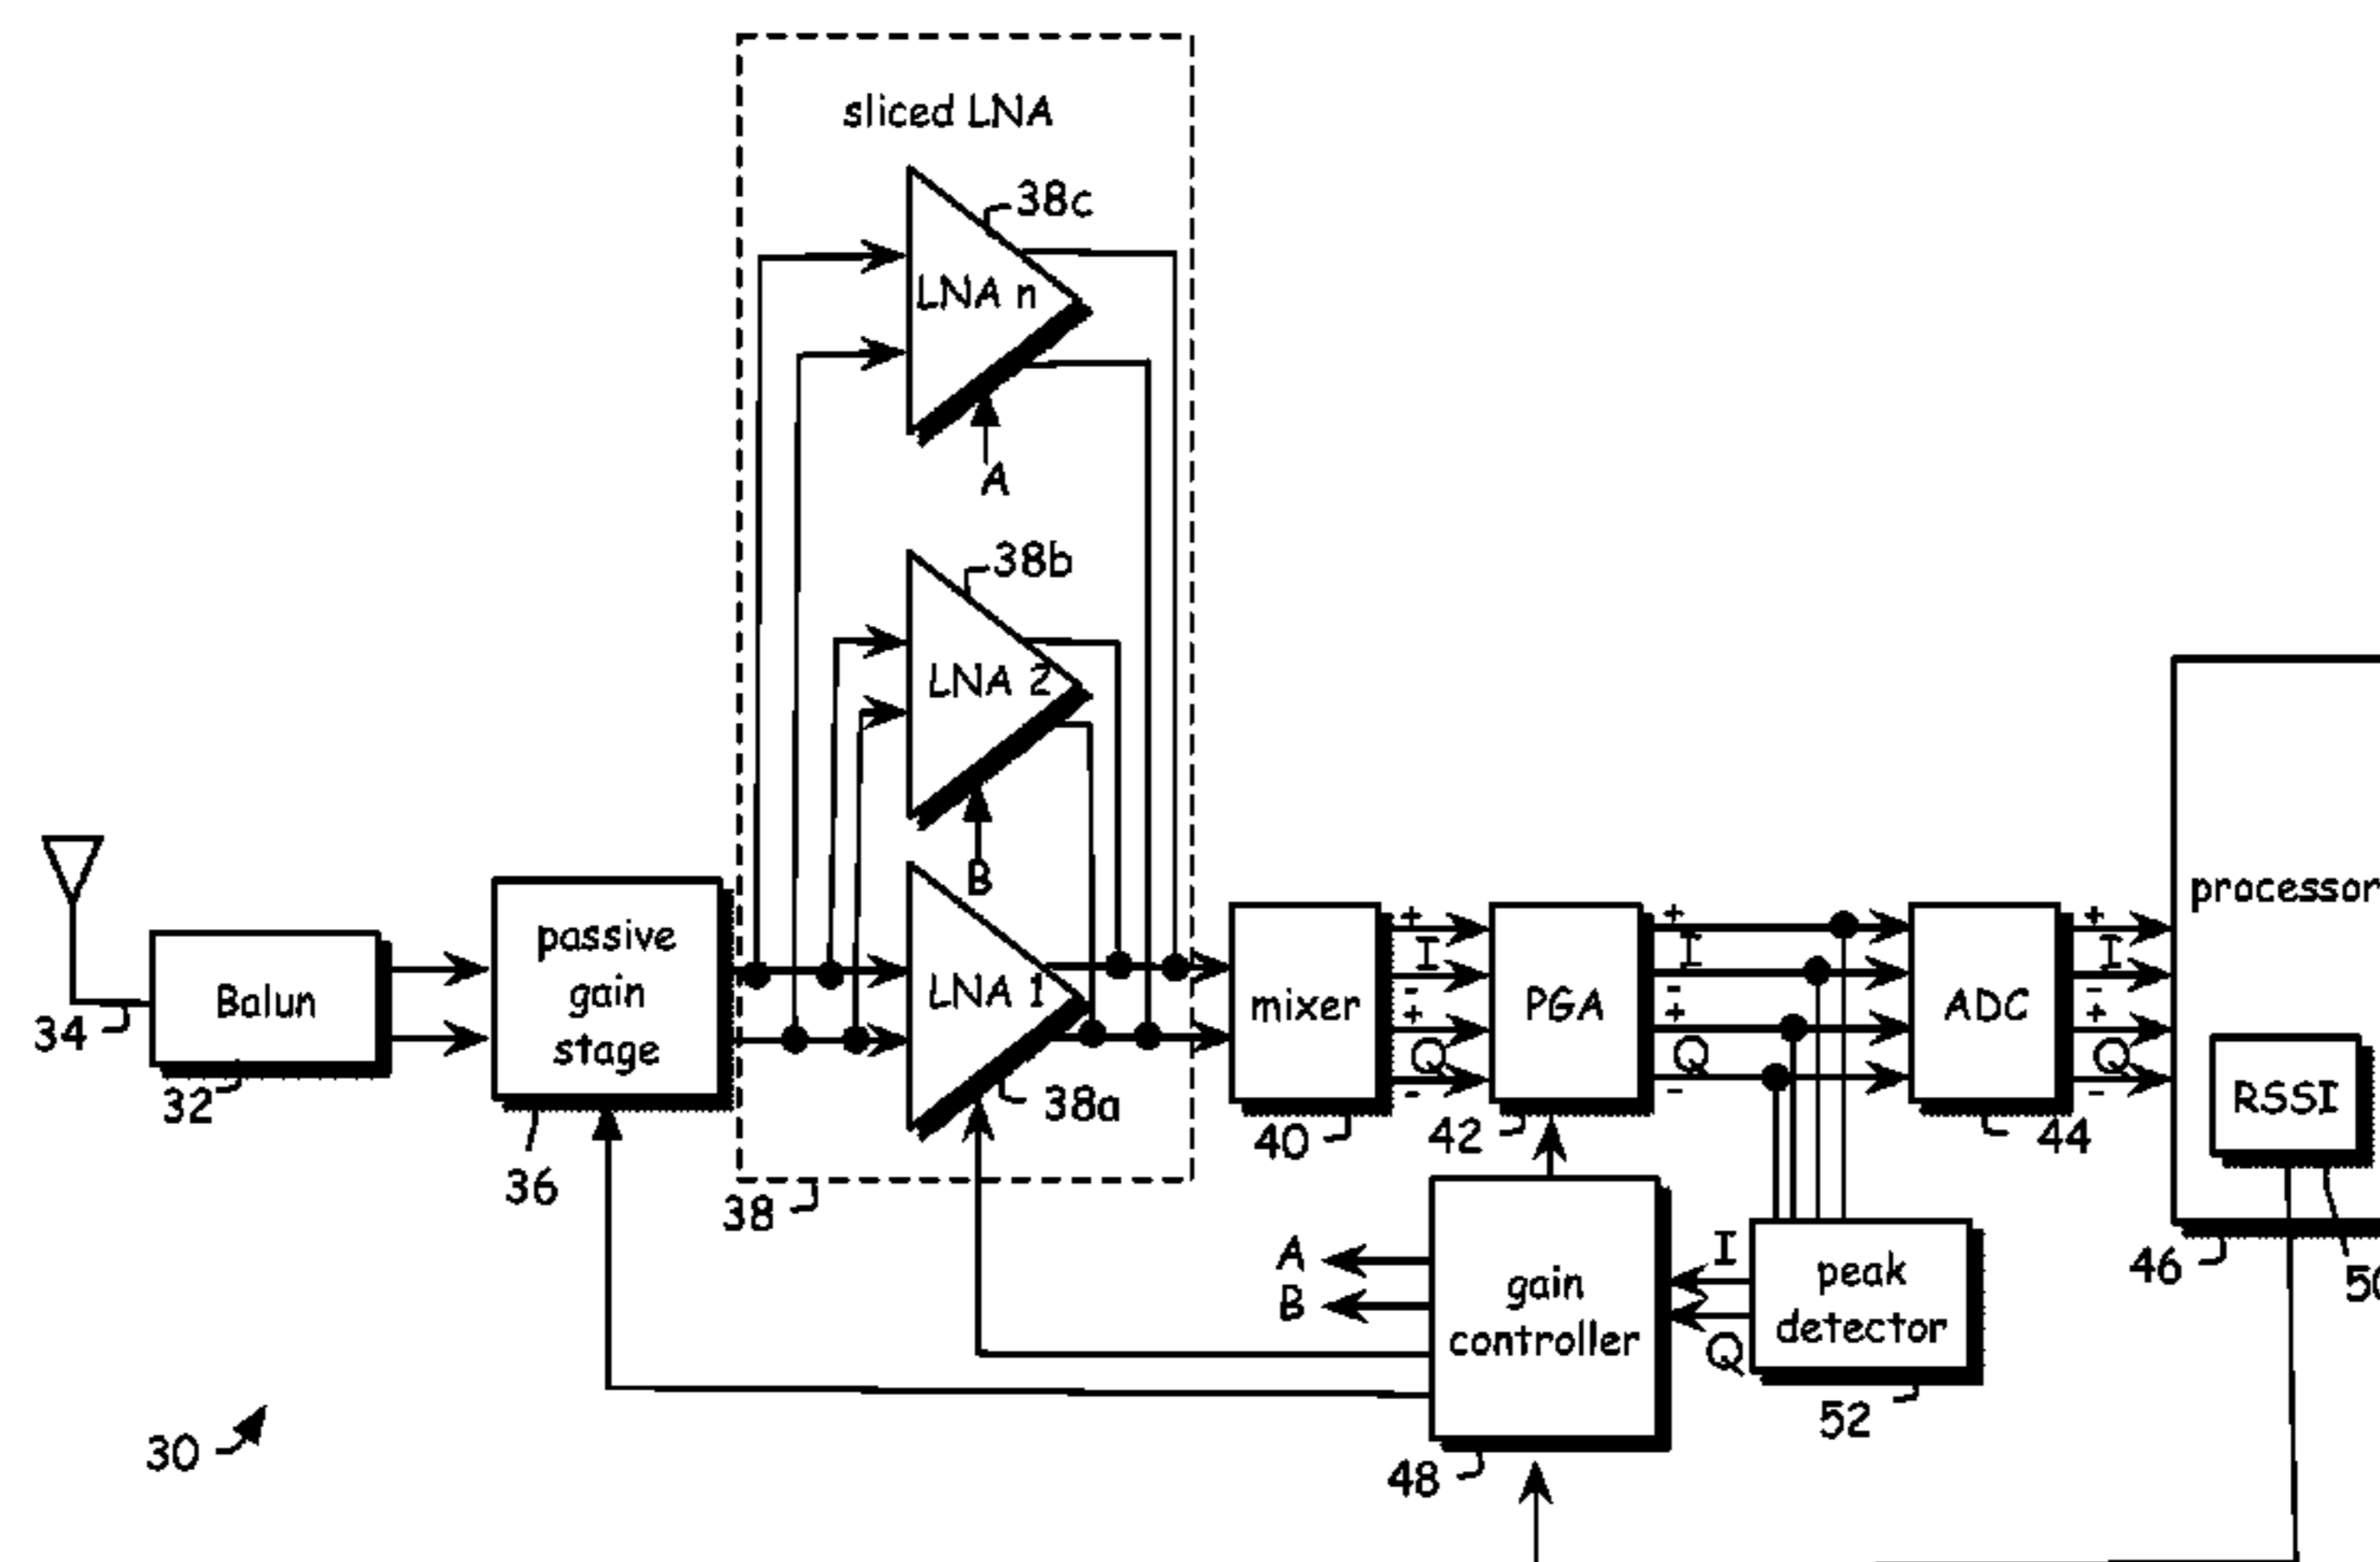 sliced LNA
38c
LNA n
A
38b
LNA 2
B
34
Balun
32
passive
gain
stage
36
LNA 1
38a
38
mixer
40
+
I
-
+
Q
-
PGA
42
+
I
-
+
Q
-
ADC
44
+
I
-
+
Q
-
processor
RSSI
46
A
B
gain
controller
48
I
Q
peak
detector
52
30